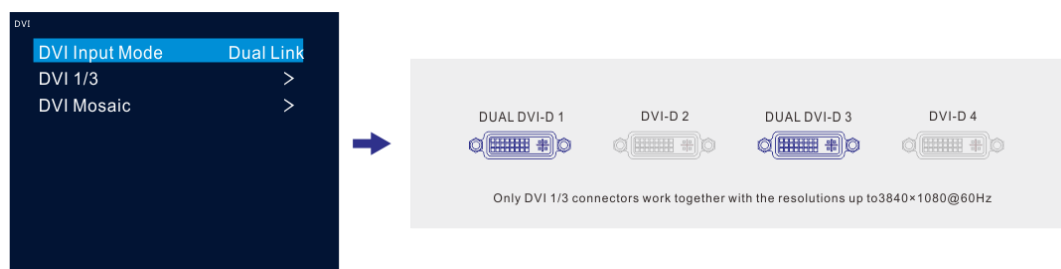 DVI
DVI Input Mode Dual Link
DVI 1/3 >
DVI Mosaic >
DUAL DVI-D 1 DVI-D 2 DUAL DVI-D 3 DVI-D 4
Only DVI 1/3 connectors work together with the resolutions up to3840×1080@60Hz